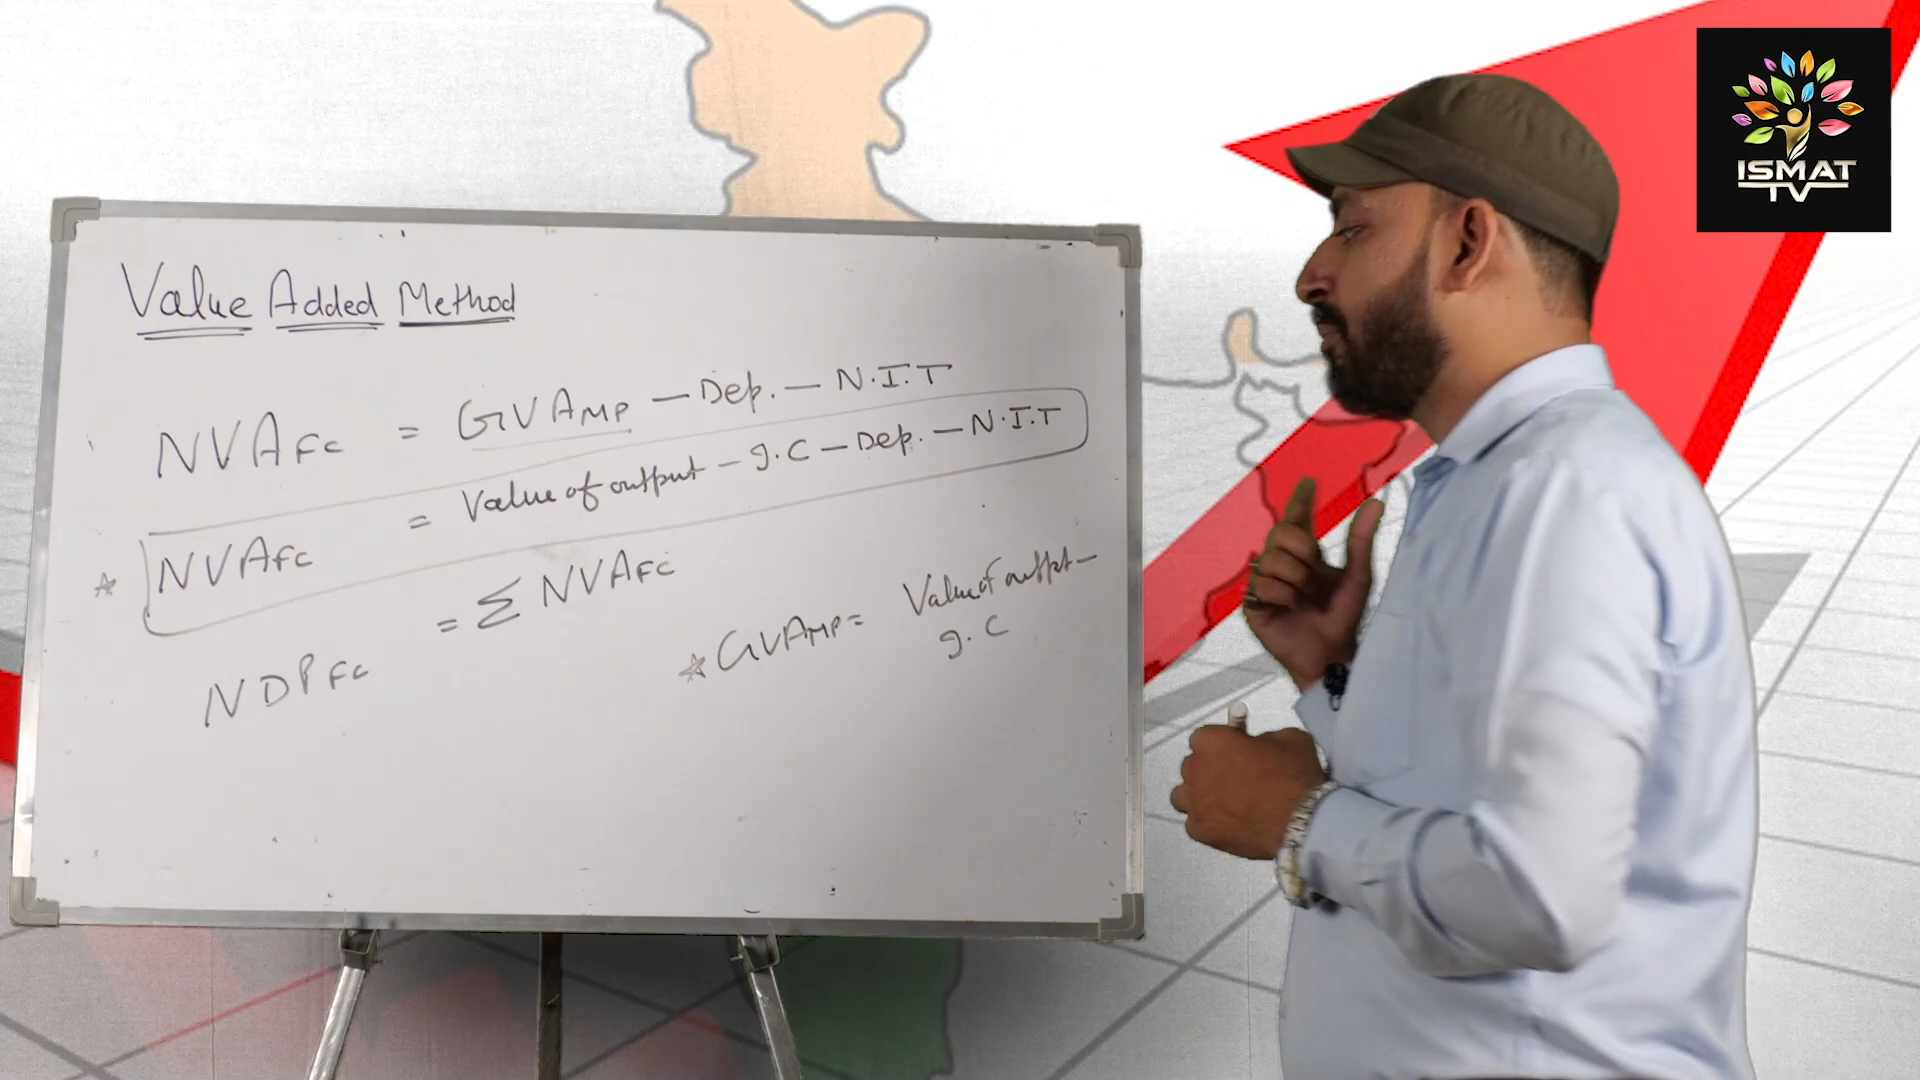 Value Added Method
NVAFC = GVAMP – Dep. – N.I.T
* NVAFC = Value of output – I.C – Dep. – N.I.T
NDPFC = Σ NVAFC
* GVAMP = Value of output –
I.C
ISMAT
TV